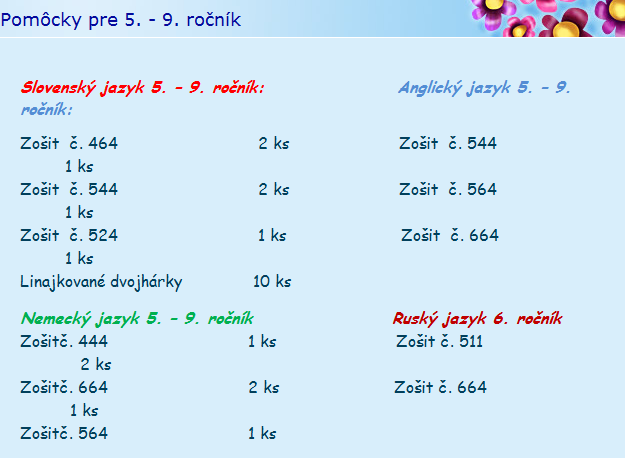 Pomôcky pre 5. - 9. ročník
Slovenský jazyk 5. – 9. ročník: Anglický jazyk 5. – 9.
ročník:
Zošit č. 464 2 ks Zošit č. 544
1 ks
Zošit č. 544 2 ks Zošit č. 564
1 ks
Zošit č. 524 1 ks Zošit č. 664
1 ks
Linajkované dvojhárky 10 ks
Nemecký jazyk 5. – 9. ročník Ruský jazyk 6. ročník
Zošitč. 444 1 ks Zošit č. 511
2 ks
Zošitč. 664 2 ks Zošit č. 664
1 ks
Zošitč. 564 1 ks